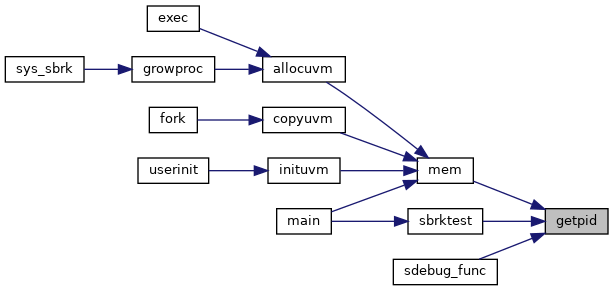 exec
sys_sbrk
growproc
allocuvm
fork
copyuvm
userinit
inituvm
mem
main
sbrktest
getpid
sdebug_func